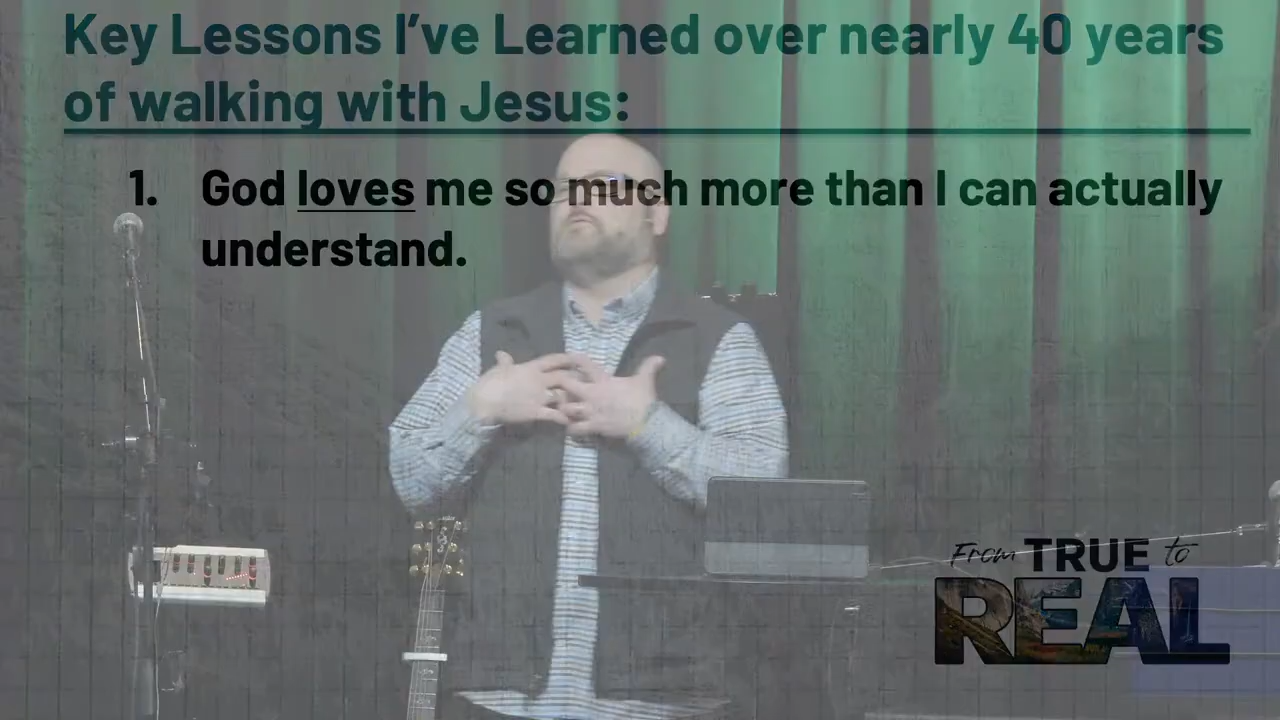 Key Lessons I've Learned over nearly 40 years
of walking with Jesus:
1. God loves me so much more than I can actually
understand.
From TRUE to
REAL